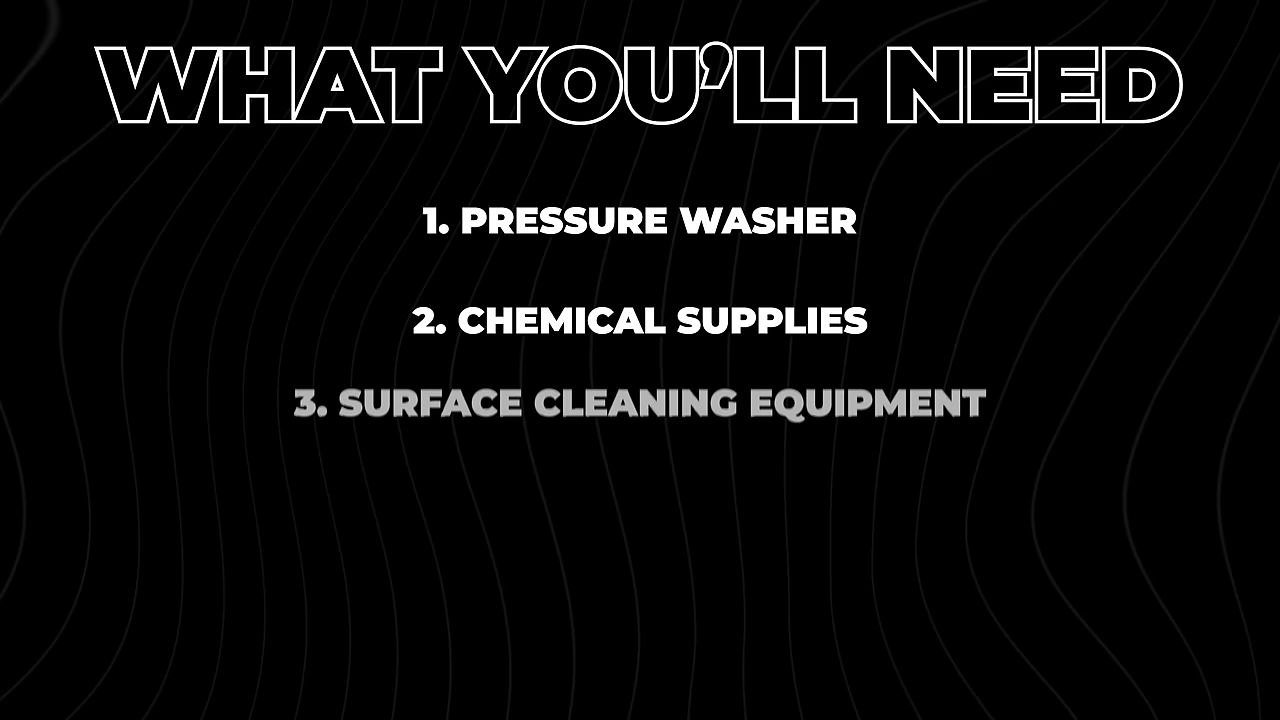 WHAT YOU’LL NEED
1. PRESSURE WASHER
2. CHEMICAL SUPPLIES
3. SURFACE CLEANING EQUIPMENT